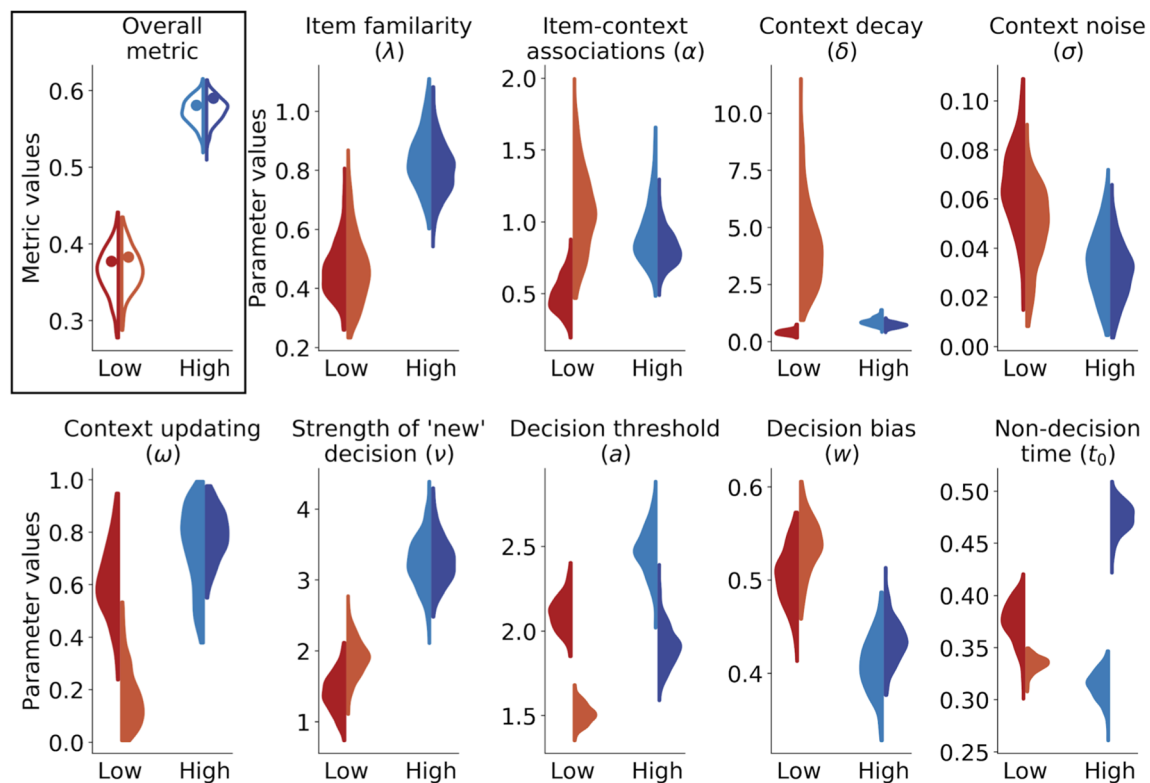 Overall
metric
Item familarity
(λ)
Item-context
associations (α)
Context decay
(δ)
Context noise
(σ)
Metric values
0.6
0.5
0.4
0.3
Low High
Parameter values
1.0
0.8
0.6
0.4
0.2
Low High
2.0
1.5
1.0
0.5
Low High
10.0
7.5
5.0
2.5
0.0
Low High
0.10
0.08
0.06
0.04
0.02
0.00
Low High
Context updating
(ω)
Strength of 'new'
decision (ν)
Decision threshold
(a)
Decision bias
(w)
Non-decision
time (t₀)
Parameter values
1.0
0.8
0.6
0.4
0.2
0.0
Low High
4
3
2
1
Low High
2.5
2.0
1.5
Low High
0.6
0.5
0.4
Low High
0.50
0.45
0.40
0.35
0.30
0.25
Low High